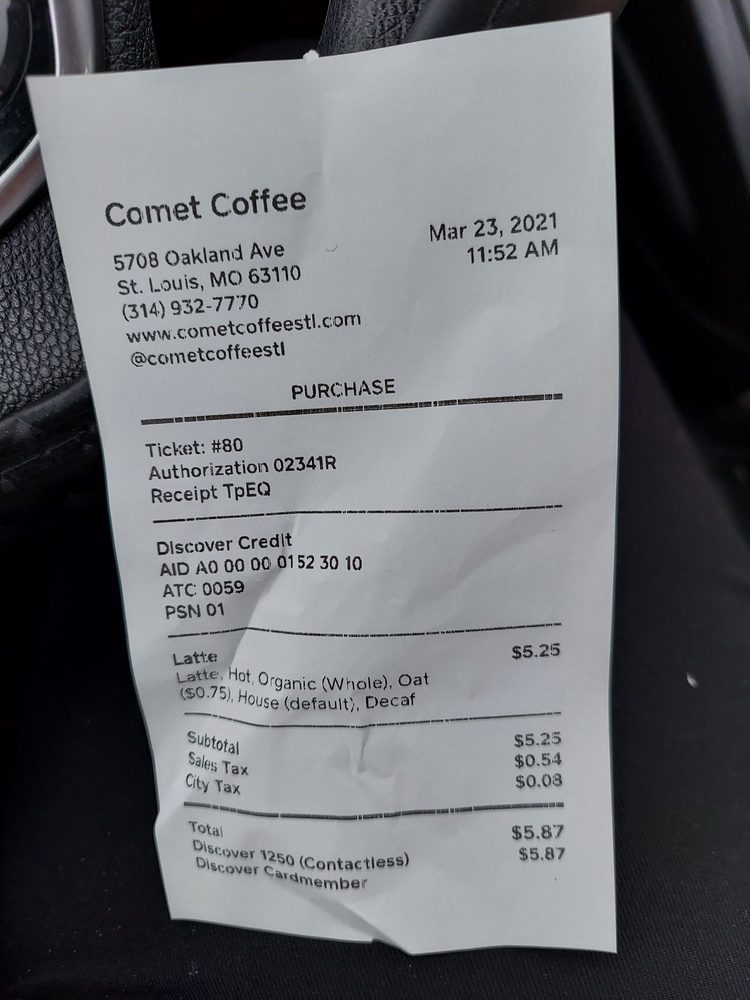 Comet Coffee
5708 Oakland Ave
St. Louis, MO 63110
(314) 932-7770
www.cometcoffeestl.com
@cometcoffeestl
Mar 23, 2021
11:52 AM
PURCHASE
Ticket: #80
Authorization 02341R
Receipt TpEQ
Discover Credit
AID A0 00 00 0152 30 10
ATC 0059
PSN 01
Latte $5.25
Latte, Hot, Organic (Whole), Oat
($0.75), House (default), Decaf
Subtotal $5.25
Sales Tax $0.54
City Tax $0.08
Total $5.87
Discover 1250 (Contactless) $5.87
Discover Cardmember